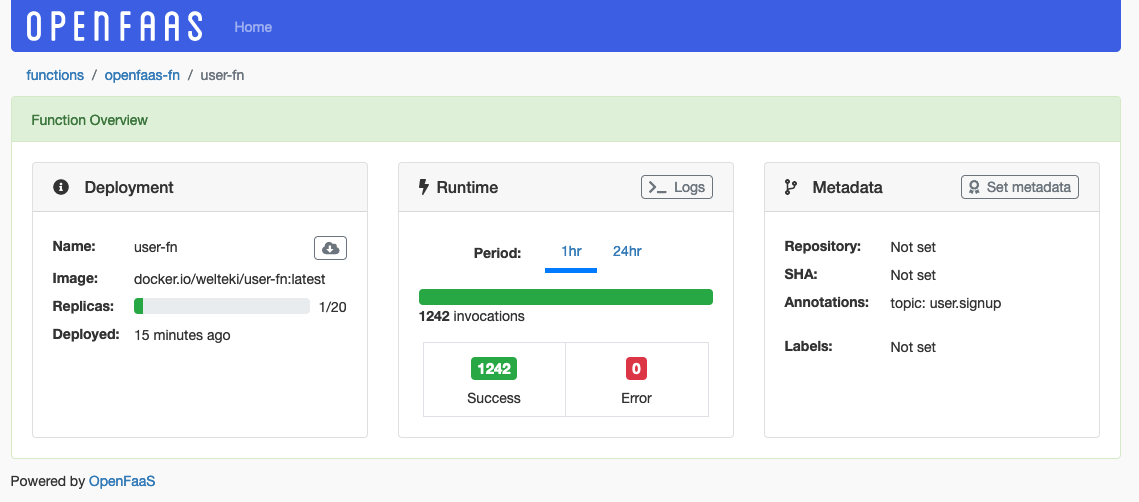 OPENFAAS Home
functions / openfaas-fn / user-fn
Function Overview
Deployment
Name: user-fn
Image: docker.io/welteki/user-fn:latest
Replicas: 1/20
Deployed: 15 minutes ago
Runtime Logs
Period: 1hr 24hr
1242 invocations
1242 0
Success Error
Metadata Set metadata
Repository: Not set
SHA: Not set
Annotations: topic: user.signup
Labels: Not set
Powered by OpenFaaS